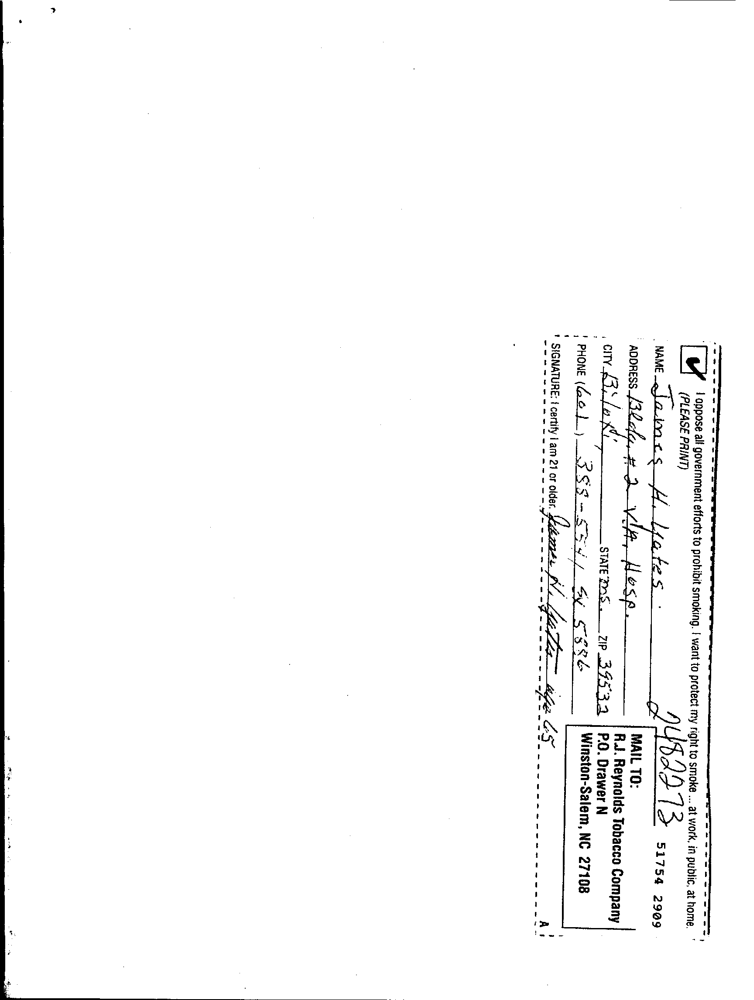 I oppose all government efforts to prohibit smoking. I want to protect my right to smoke ... at work, in public, at home.
(PLEASE PRINT)
NAME James H. Yates.
2482273
51754 2909
ADDRESS Bldg. # 2 V.A. Hosp.
CITY Biloxi, STATE ms. ZIP 39532
PHONE (601) 388-5541 Ex 5886
SIGNATURE: I certify I am 21 or older. James H. Yates age 65
MAIL TO:
R.J. Reynolds Tobacco Company
P.O. Drawer N
Winston-Salem, NC 27108
A